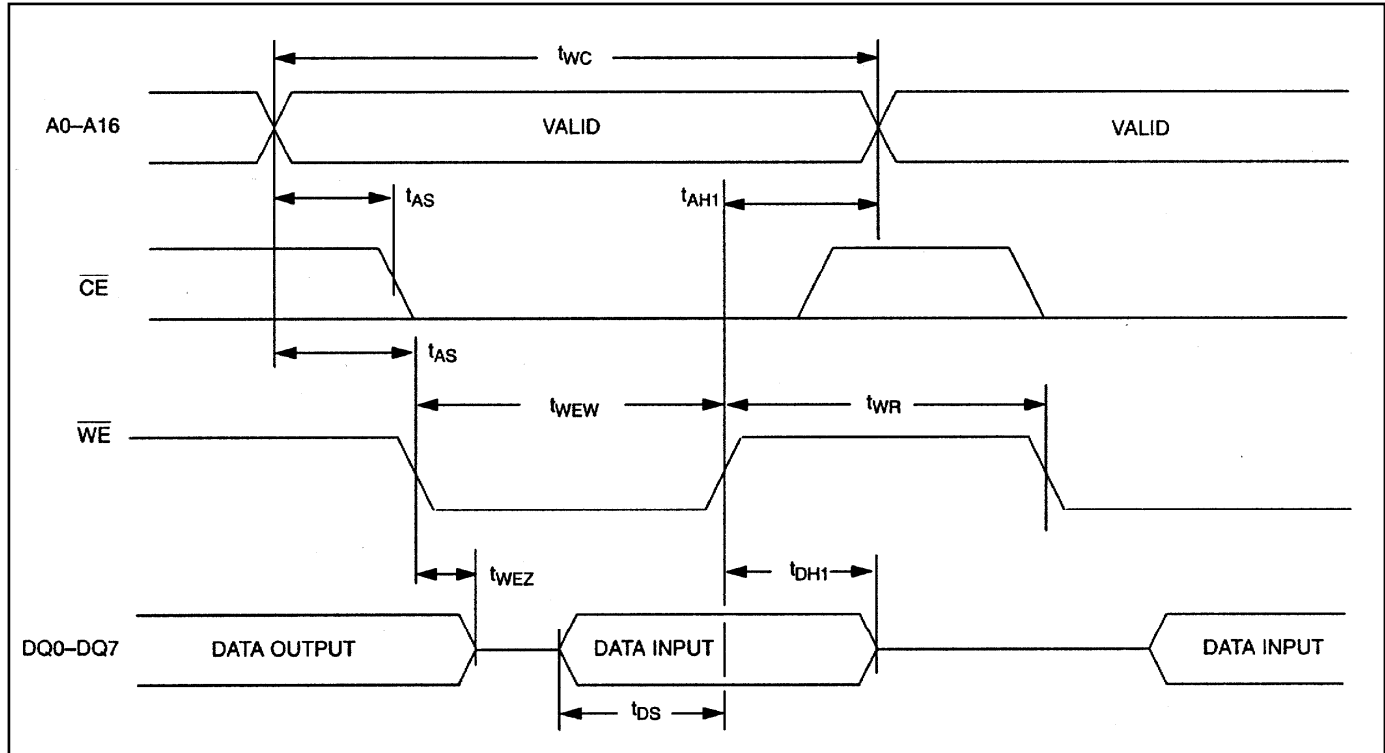 tWC
A0–A16
VALID
VALID
tAS
tAH1
CE
tAS
tWEW
tWR
WE
tWEZ
tDH1
DQ0–DQ7
DATA OUTPUT
DATA INPUT
DATA INPUT
tDS